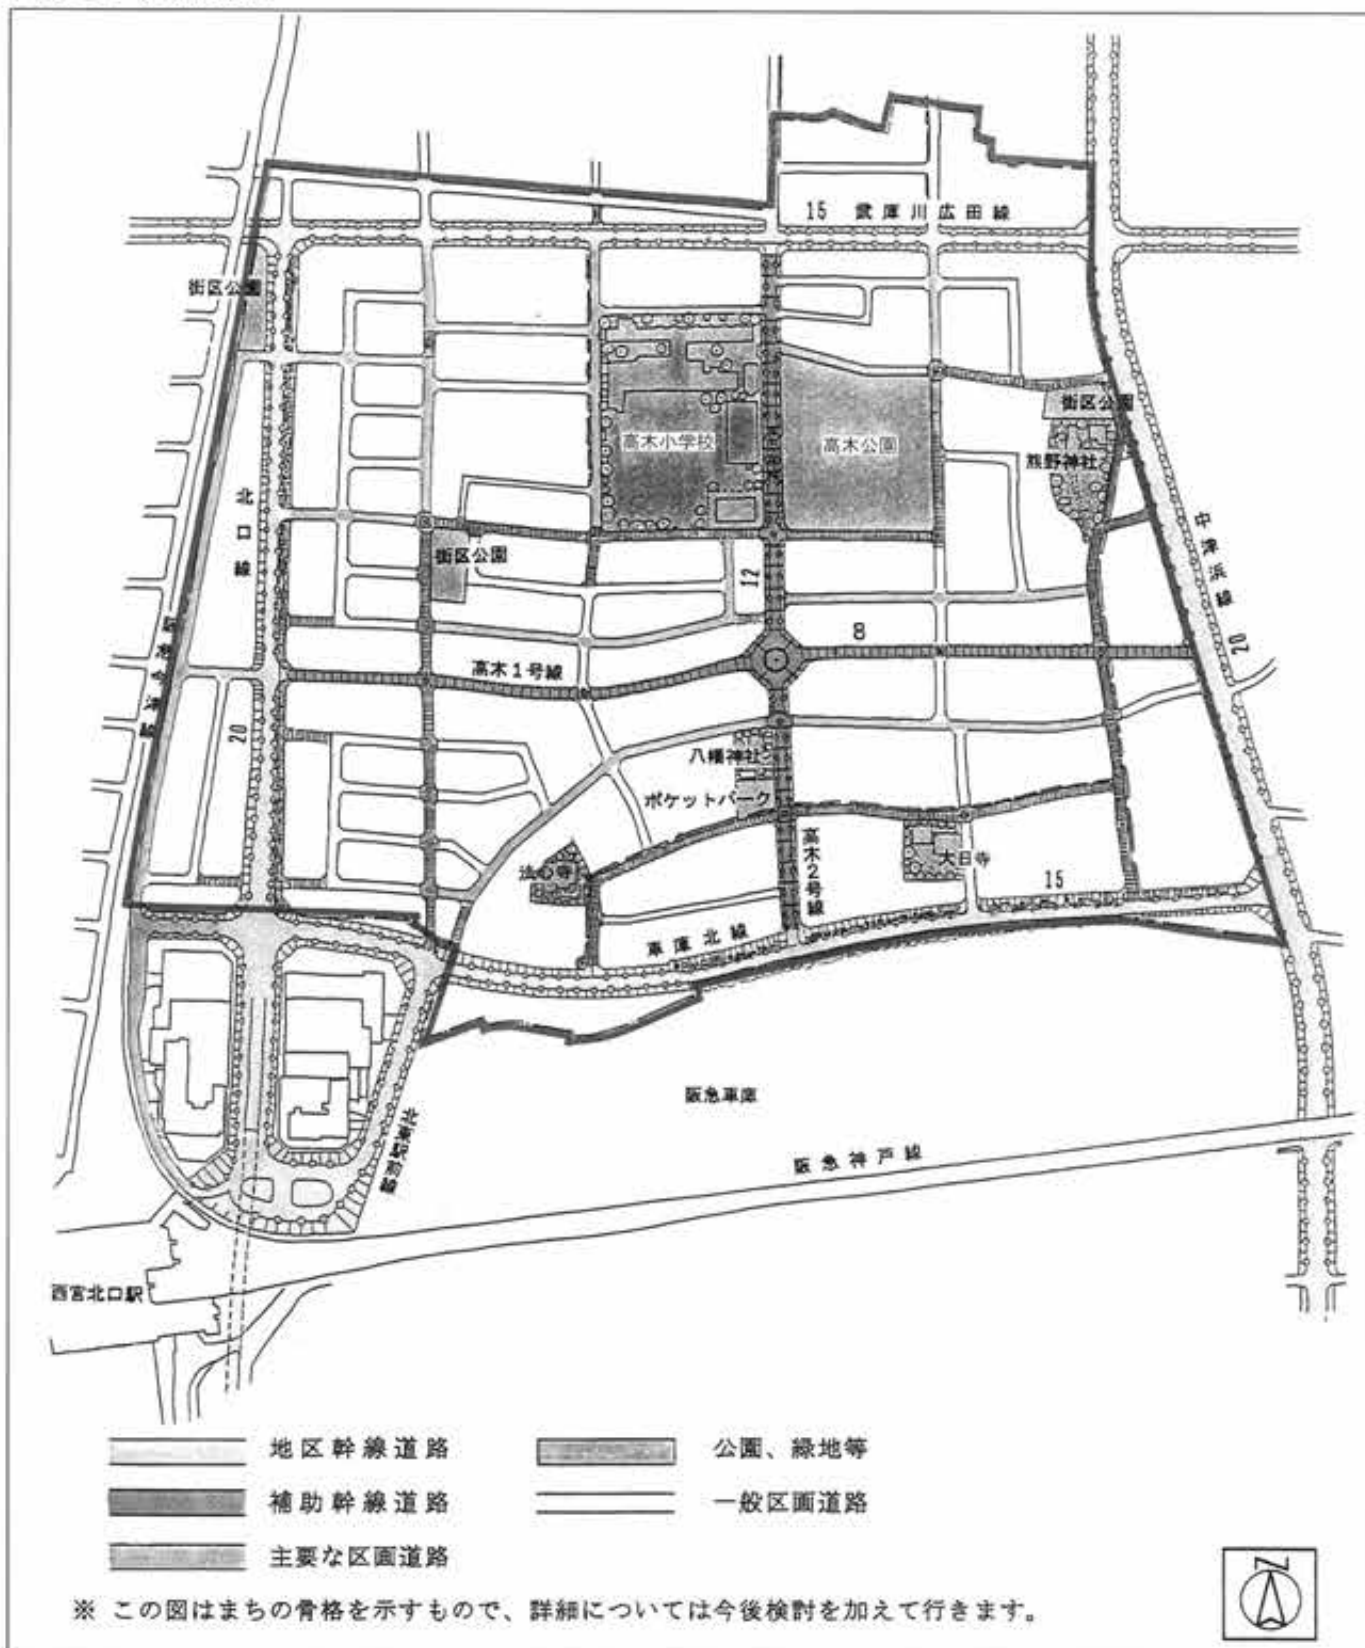 15 武庫川広田線
街区公園
街区公園
高木小学校
高木公園
熊野神社
北口線
中津浜線
20
街区公園
12
8
高木1号線
20
八幡神社
ポケットパーク
高木2号線
法心寺
大日寺
15
車庫北線
阪急今津線
阪急車庫
阪急神戸線
西宮北口駅
地区幹線道路
公園、緑地等
補助幹線道路
一般区画道路
主要な区画道路
※ この図はまちの骨格を示すもので、詳細については今後検討を加えて行きます。
N